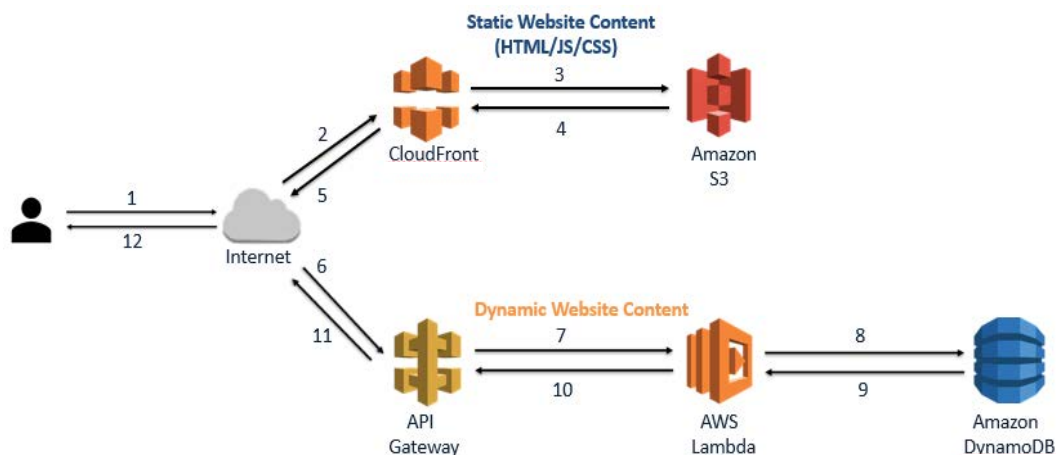 Static Website Content
(HTML/JS/CSS)
3
4
CloudFront
Amazon
S3
2
5
1
12
Internet
6
11
Dynamic Website Content
7
10
8
9
API
Gateway
AWS
Lambda
Amazon
DynamoDB